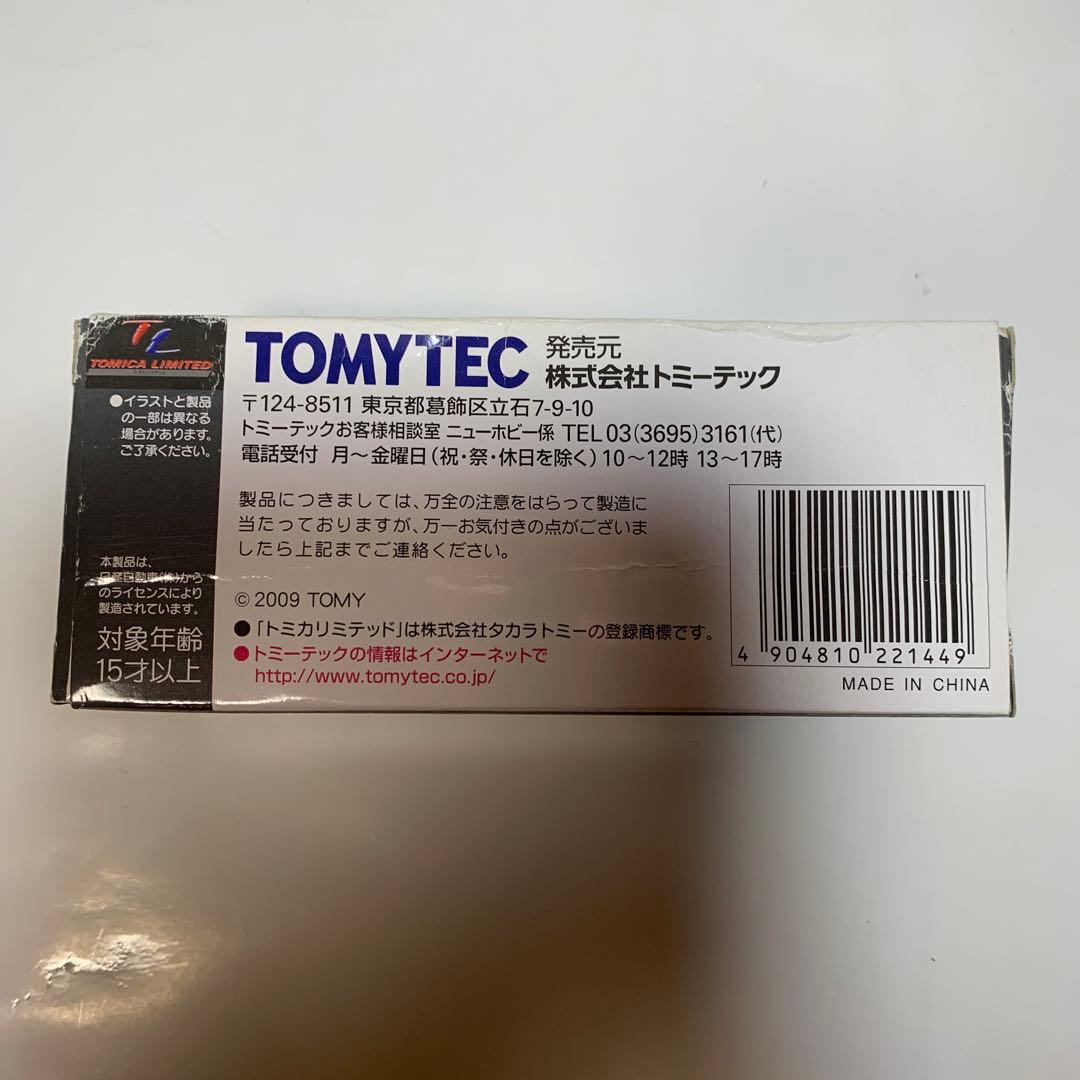 TL
TOMICA LIMITED
●イラストと製品
の一部は異なる
場合があります。
ご了承ください。
本製品は、
日産自動車(株)から
のライセンスにより
製造されています。
対象年齢
15才以上
TOMYTEC
発売元
株式会社トミーテック
〒124-8511 東京都葛飾区立石7-9-10
トミーテックお客様相談室 ニューホビー係 TEL 03(3695)3161(代)
電話受付 月～金曜日(祝・祭・休日を除く)10～12時 13～17時
製品につきましては、万全の注意をはらって製造に
当たっておりますが、万一お気付きの点がございま
したら上記までご連絡ください。
© 2009 TOMY
●「トミカリミテッド」は株式会社タカラトミーの登録商標です。
●トミーテックの情報はインターネットで
http://www.tomytec.co.jp/
4 904810 221449
MADE IN CHINA